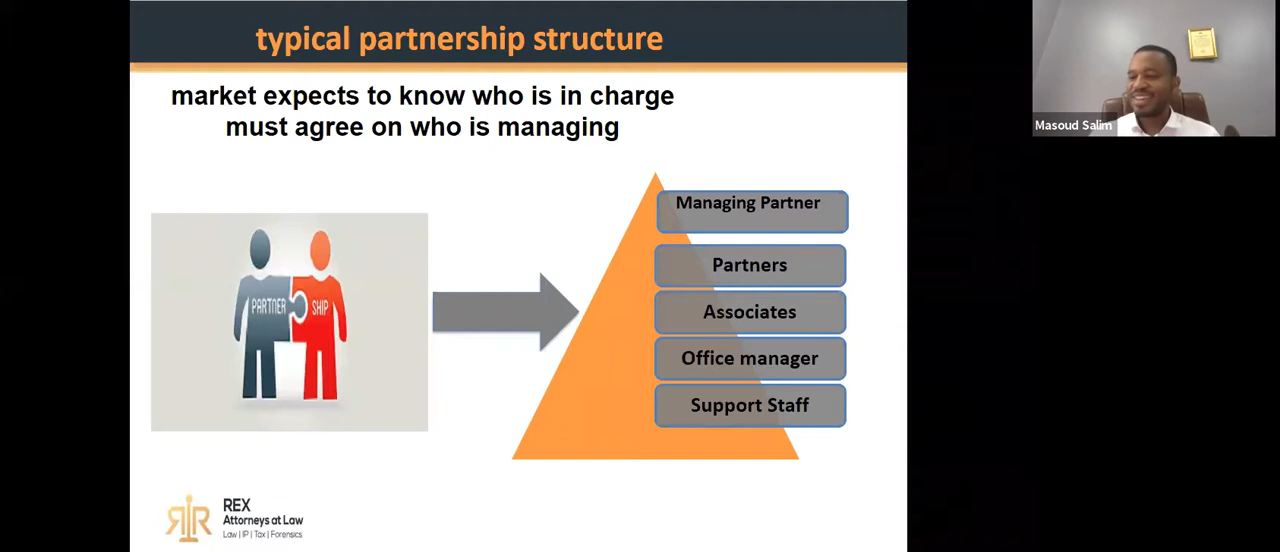 typical partnership structure
market expects to know who is in charge
must agree on who is managing
Masoud Salim
PARTNER SHIP
Managing Partner
Partners
Associates
Office manager
Support Staff
REX
Attorneys at Law
Law | IP | Tax | Forensics